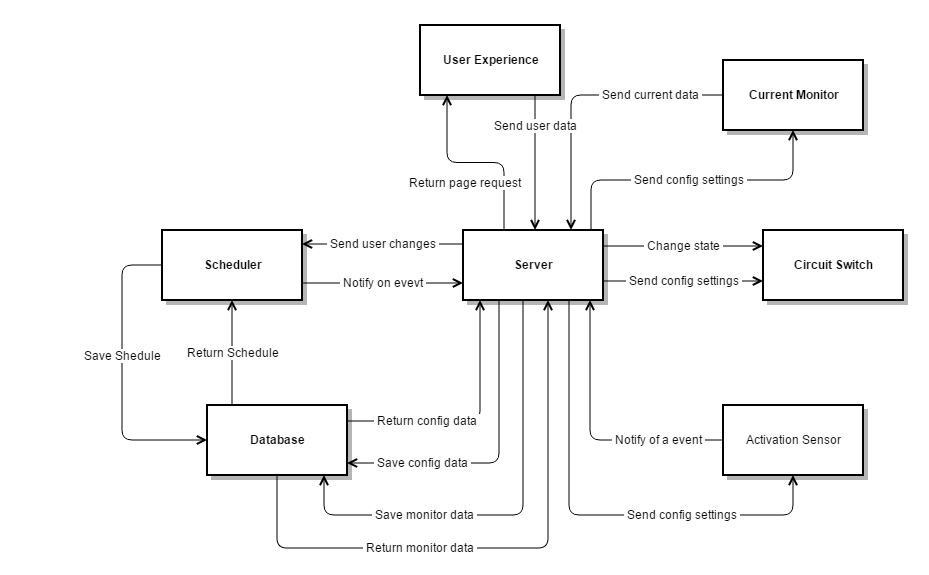 User Experience
Send current data
Current Monitor
Send user data
Return page request
Send config settings
Send user changes
Change state
Scheduler
Server
Circuit Switch
Notify on evevt
Send config settings
Save Shedule
Return Schedule
Return config data
Database
Notify of a event
Activation Sensor
Save config data
Save monitor data
Send config settings
Return monitor data